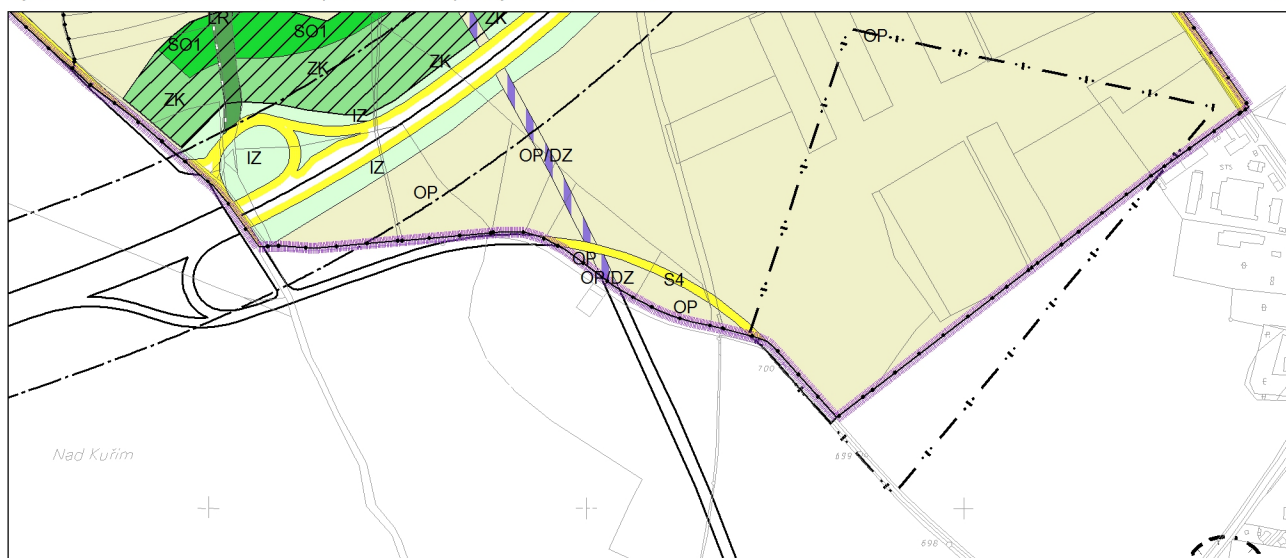 LR
ZK
SO1
SO1
OP
ZK
ZK
ZK
IZ
IZ
OP/DZ
IZ
STS
OP
OP
OP/DZ
S4
OP
700
Nad Kuřim
699
698